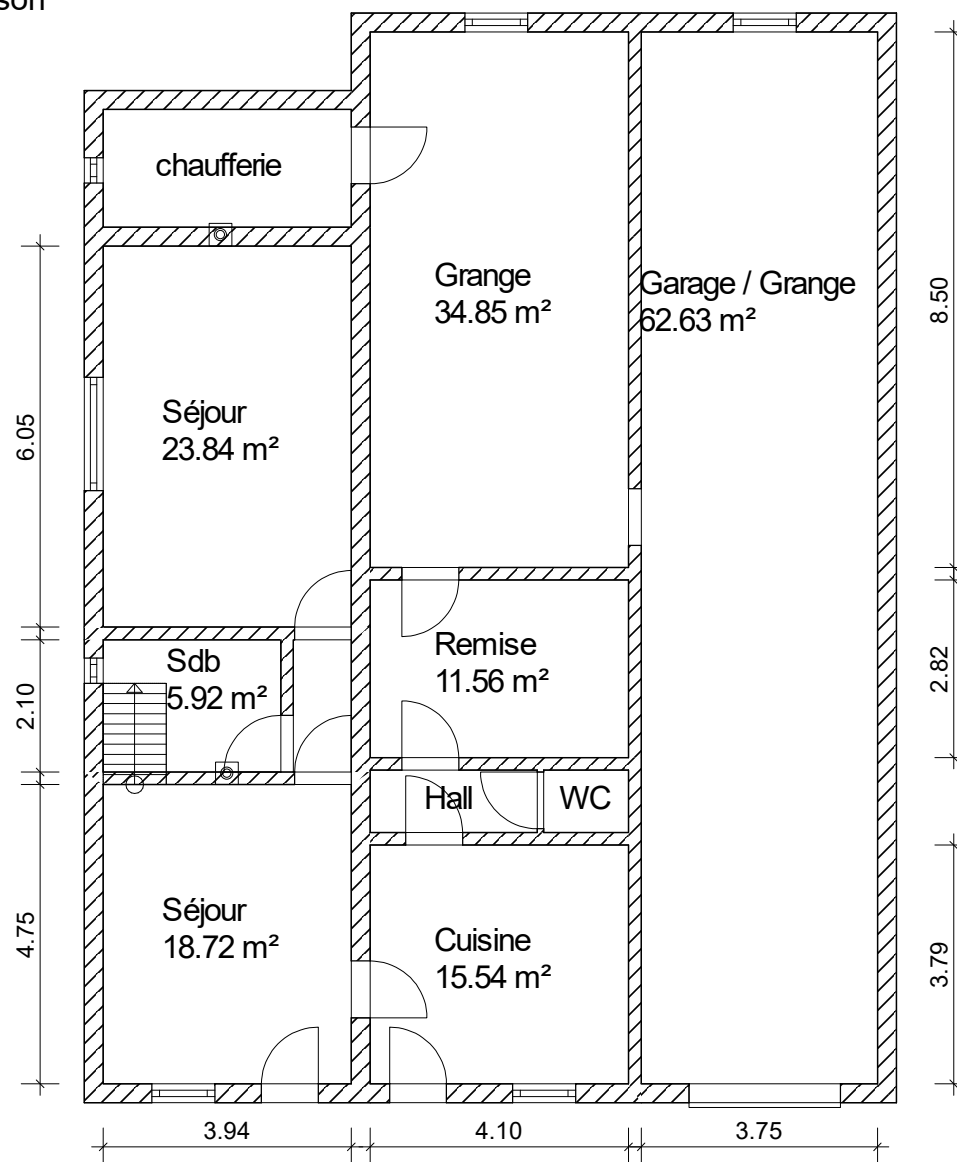 chaufferie
Grange
34.85 m²
Garage / Grange
62.63 m²
8.50
Séjour
23.84 m²
6.05
Remise
11.56 m²
2.82
Sdb
5.92 m²
2.10
Hall
WC
Séjour
18.72 m²
4.75
Cuisine
15.54 m²
3.79
3.94
4.10
3.75